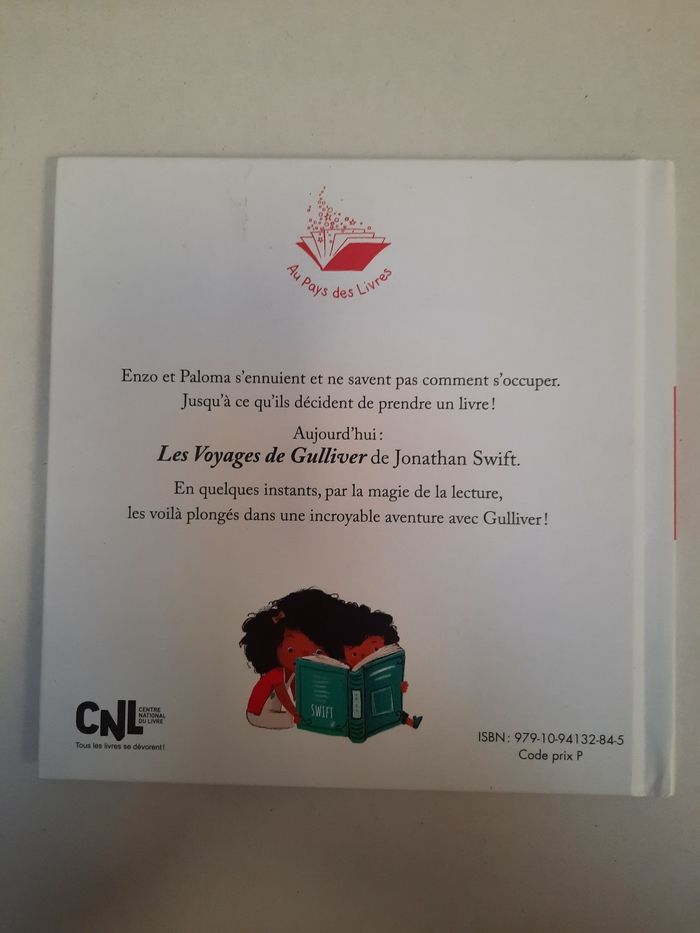 Au Pays des Livres
Enzo et Paloma s'ennuient et ne savent pas comment s'occuper.
Jusqu'à ce qu'ils décident de prendre un livre !
Aujourd'hui :
Les Voyages de Gulliver de Jonathan Swift.
En quelques instants, par la magie de la lecture,
les voilà plongés dans une incroyable aventure avec Gulliver !
SWIFT
CNL CENTRE
NATIONAL
DU LIVRE
Tous les livres se dévorent !
ISBN : 979-10-94132-84-5
Code prix P